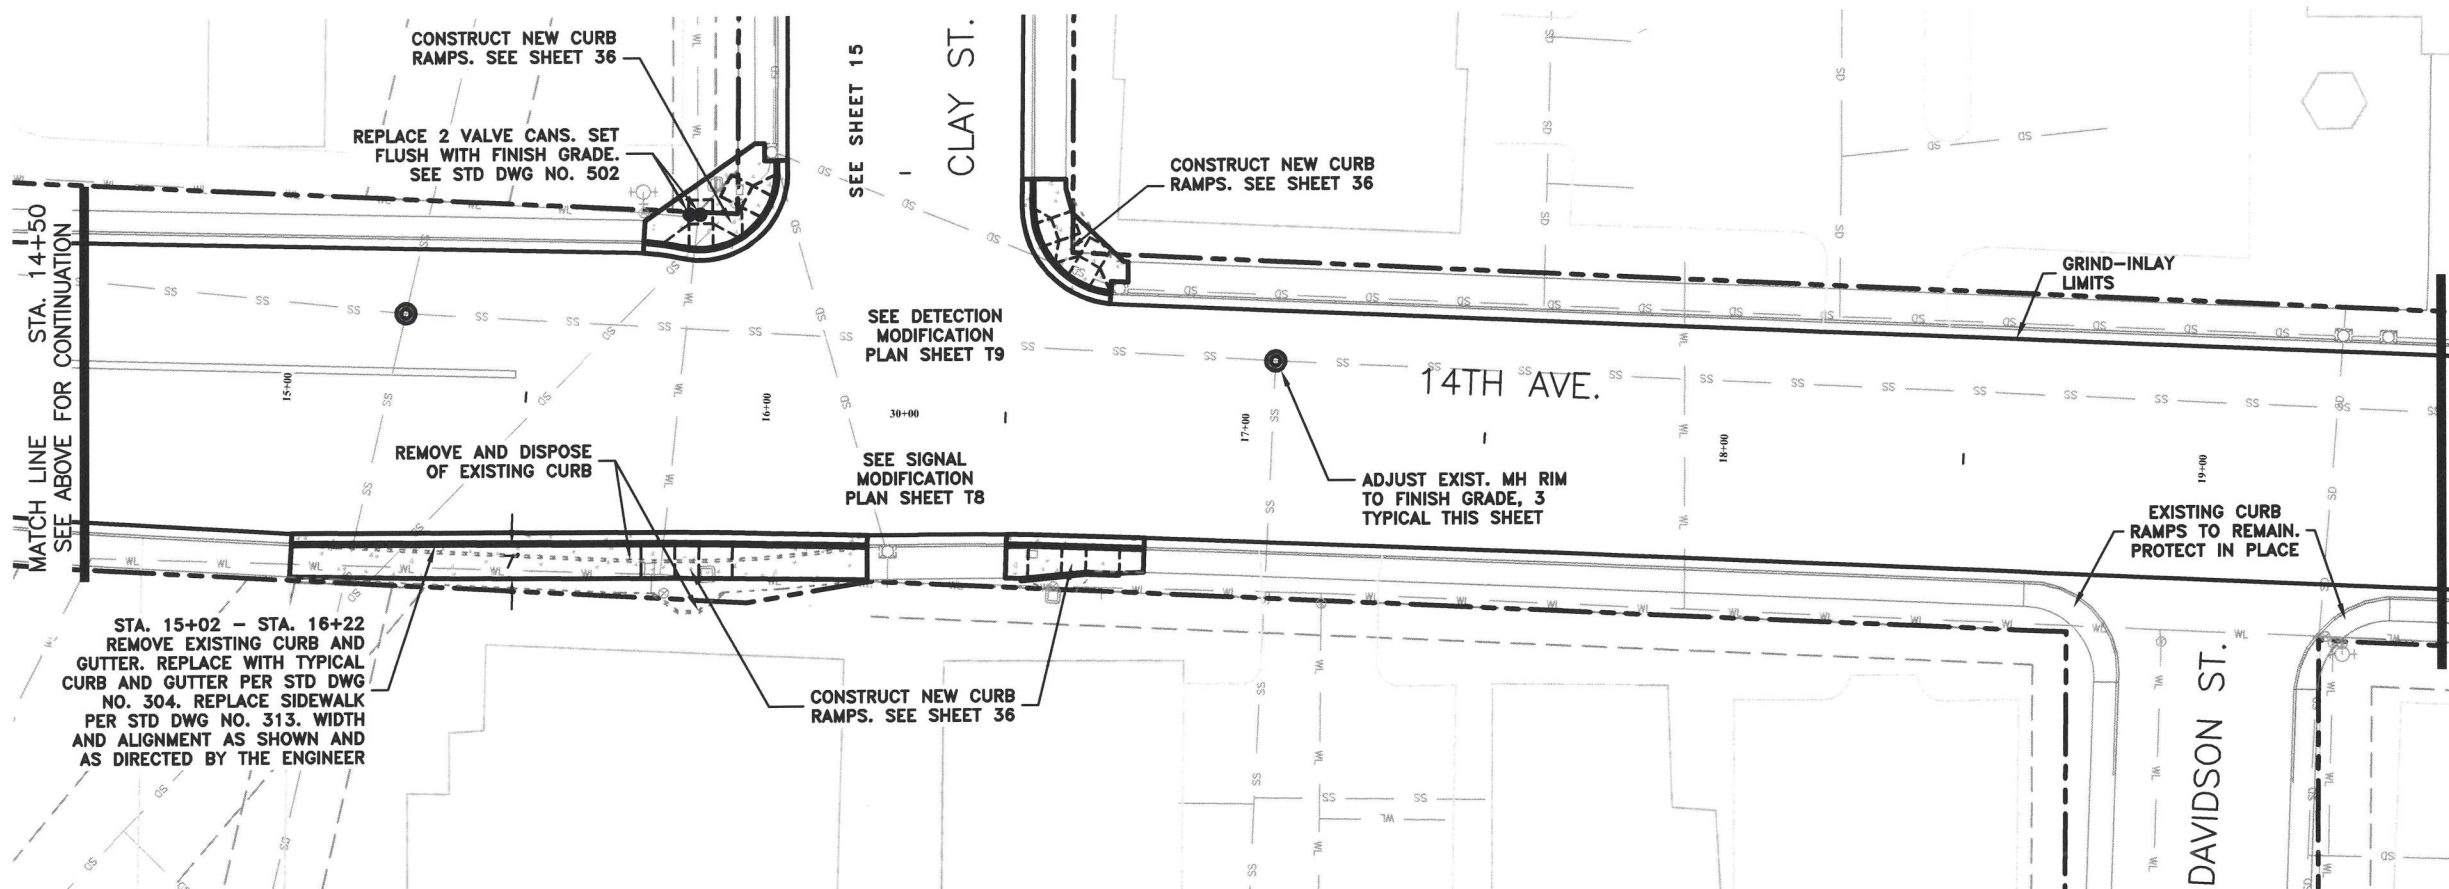 CONSTRUCT NEW CURB
RAMPS. SEE SHEET 36
REPLACE 2 VALVE CANS. SET
FLUSH WITH FINISH GRADE.
SEE STD DWG NO. 502
SEE SHEET 15
CLAY ST.
CONSTRUCT NEW CURB
RAMPS. SEE SHEET 36
MATCH LINE STA. 14+50
SEE ABOVE FOR CONTINUATION
GRIND-INLAY
LIMITS
SEE DETECTION
MODIFICATION
PLAN SHEET T9
14TH AVE.
15+00
16+00
30+00
17+00
18+00
19+00
REMOVE AND DISPOSE
OF EXISTING CURB
SEE SIGNAL
MODIFICATION
PLAN SHEET T8
ADJUST EXIST. MH RIM
TO FINISH GRADE, 3
TYPICAL THIS SHEET
EXISTING CURB
RAMPS TO REMAIN.
PROTECT IN PLACE
STA. 15+02 - STA. 16+22
REMOVE EXISTING CURB AND
GUTTER. REPLACE WITH TYPICAL
CURB AND GUTTER PER STD DWG
NO. 304. REPLACE SIDEWALK
PER STD DWG NO. 313. WIDTH
AND ALIGNMENT AS SHOWN AND
AS DIRECTED BY THE ENGINEER
CONSTRUCT NEW CURB
RAMPS. SEE SHEET 36
DAVIDSON ST.
SS
SD
WL